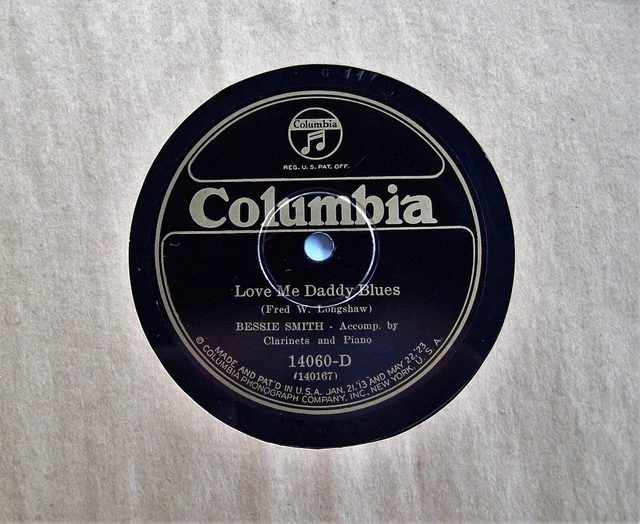 Columbia
REG. U. S. PAT. OFF.
Columbia
Love Me Daddy Blues
(Fred W. Longshaw)
BESSIE SMITH - Accomp. by
Clarinets and Piano
14060-D
(140167)
MADE AND PAT'D IN U.S.A. JAN. 21, '13 AND MAY 22, '23
© COLUMBIA PHONOGRAPH COMPANY, INC., NEW YORK, U. S. A.